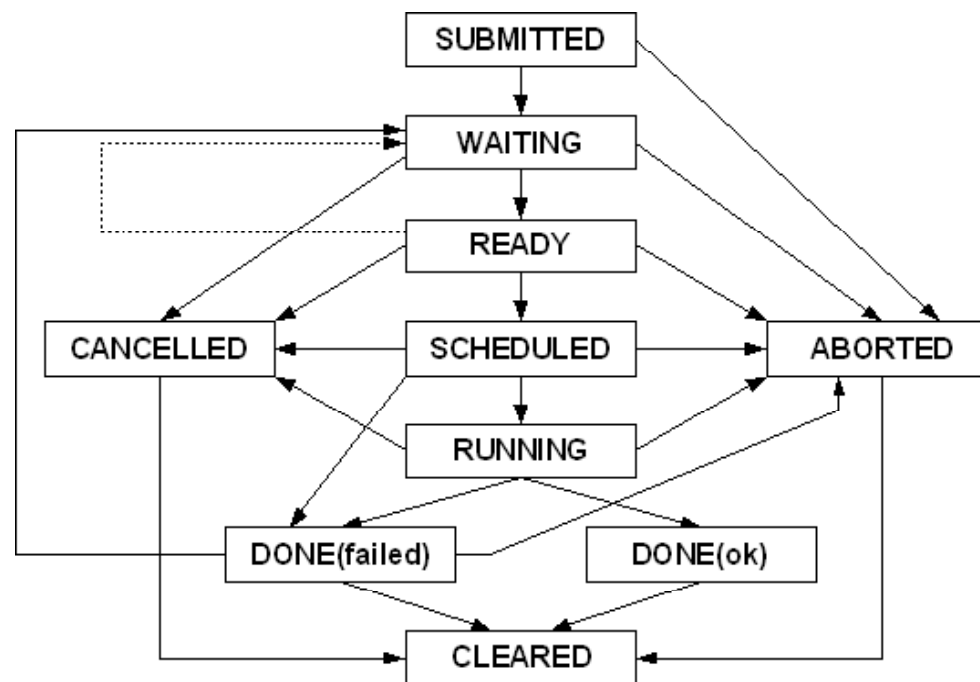 SUBMITTED
WAITING
READY
CANCELLED
SCHEDULED
ABORTED
RUNNING
DONE(failed)
DONE(ok)
CLEARED